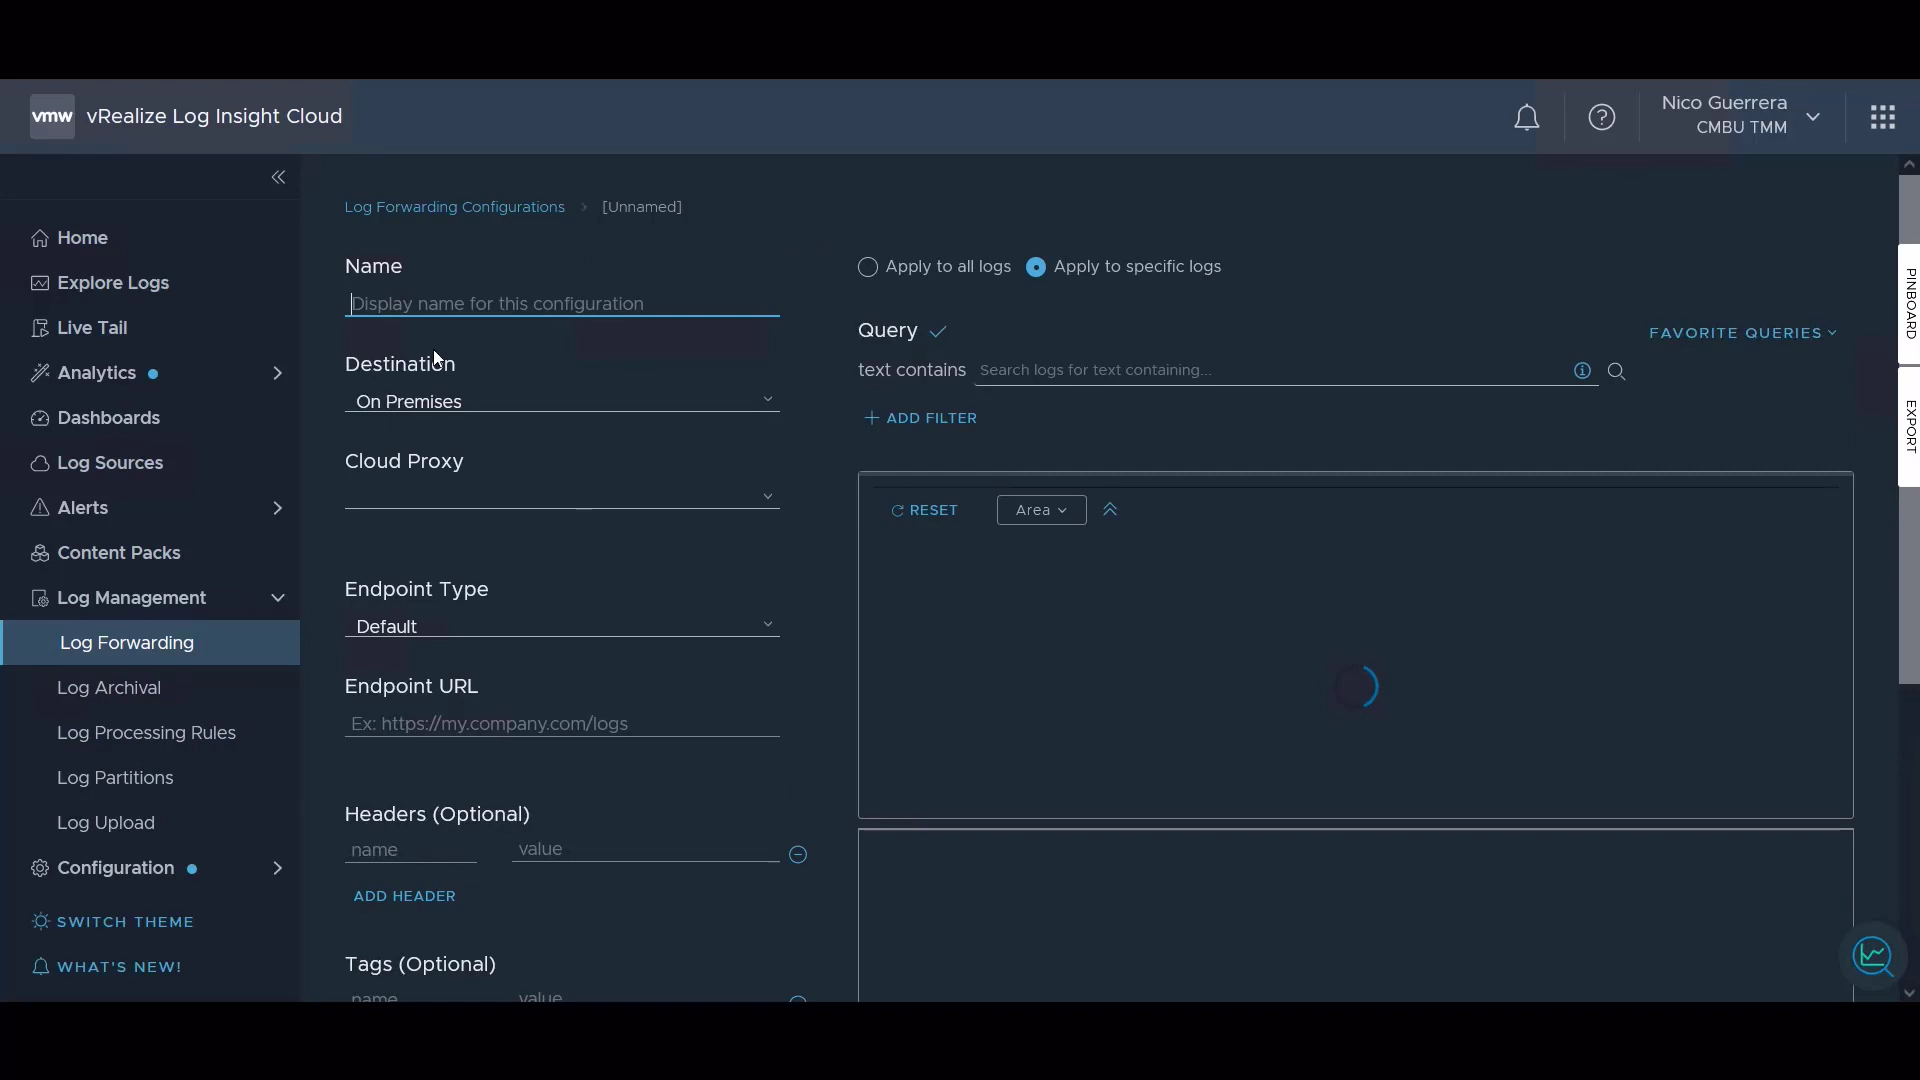 vmw vRealize Log Insight Cloud
Nico Guerrera
CMBU TMM
Home
Explore Logs
Live Tail
Analytics
Dashboards
Log Sources
Alerts
Content Packs
Log Management
Log Forwarding
Log Archival
Log Processing Rules
Log Partitions
Log Upload
Configuration
SWITCH THEME
WHAT'S NEW!
Log Forwarding Configurations > [Unnamed]
Name
Display name for this configuration
Destination
On Premises
Cloud Proxy
Endpoint Type
Default
Endpoint URL
Ex: https://my.company.com/logs
Headers (Optional)
name value
ADD HEADER
Tags (Optional)
name value
Apply to all logs Apply to specific logs
Query FAVORITE QUERIES
text contains Search logs for text containing...
ADD FILTER
RESET Area
PINBOARD
EXPORT